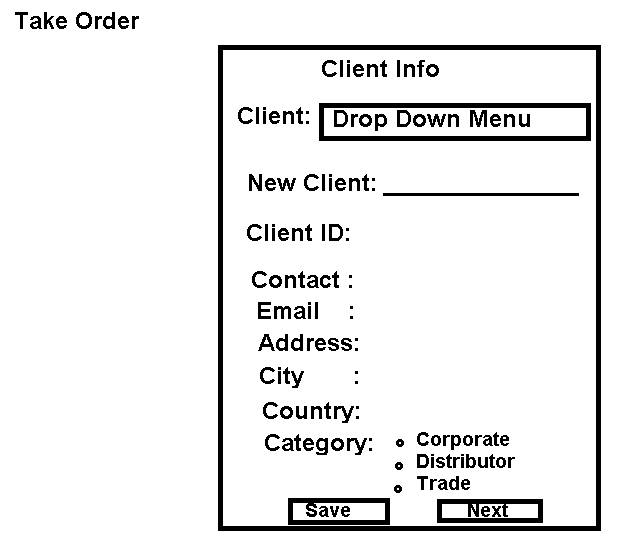 Take Order
Client Info
Client: Drop Down Menu
New Client: ____________
Client ID:
Contact :
Email :
Address:
City :
Country:
Category: Corporate
Distributor
Trade
Save Next